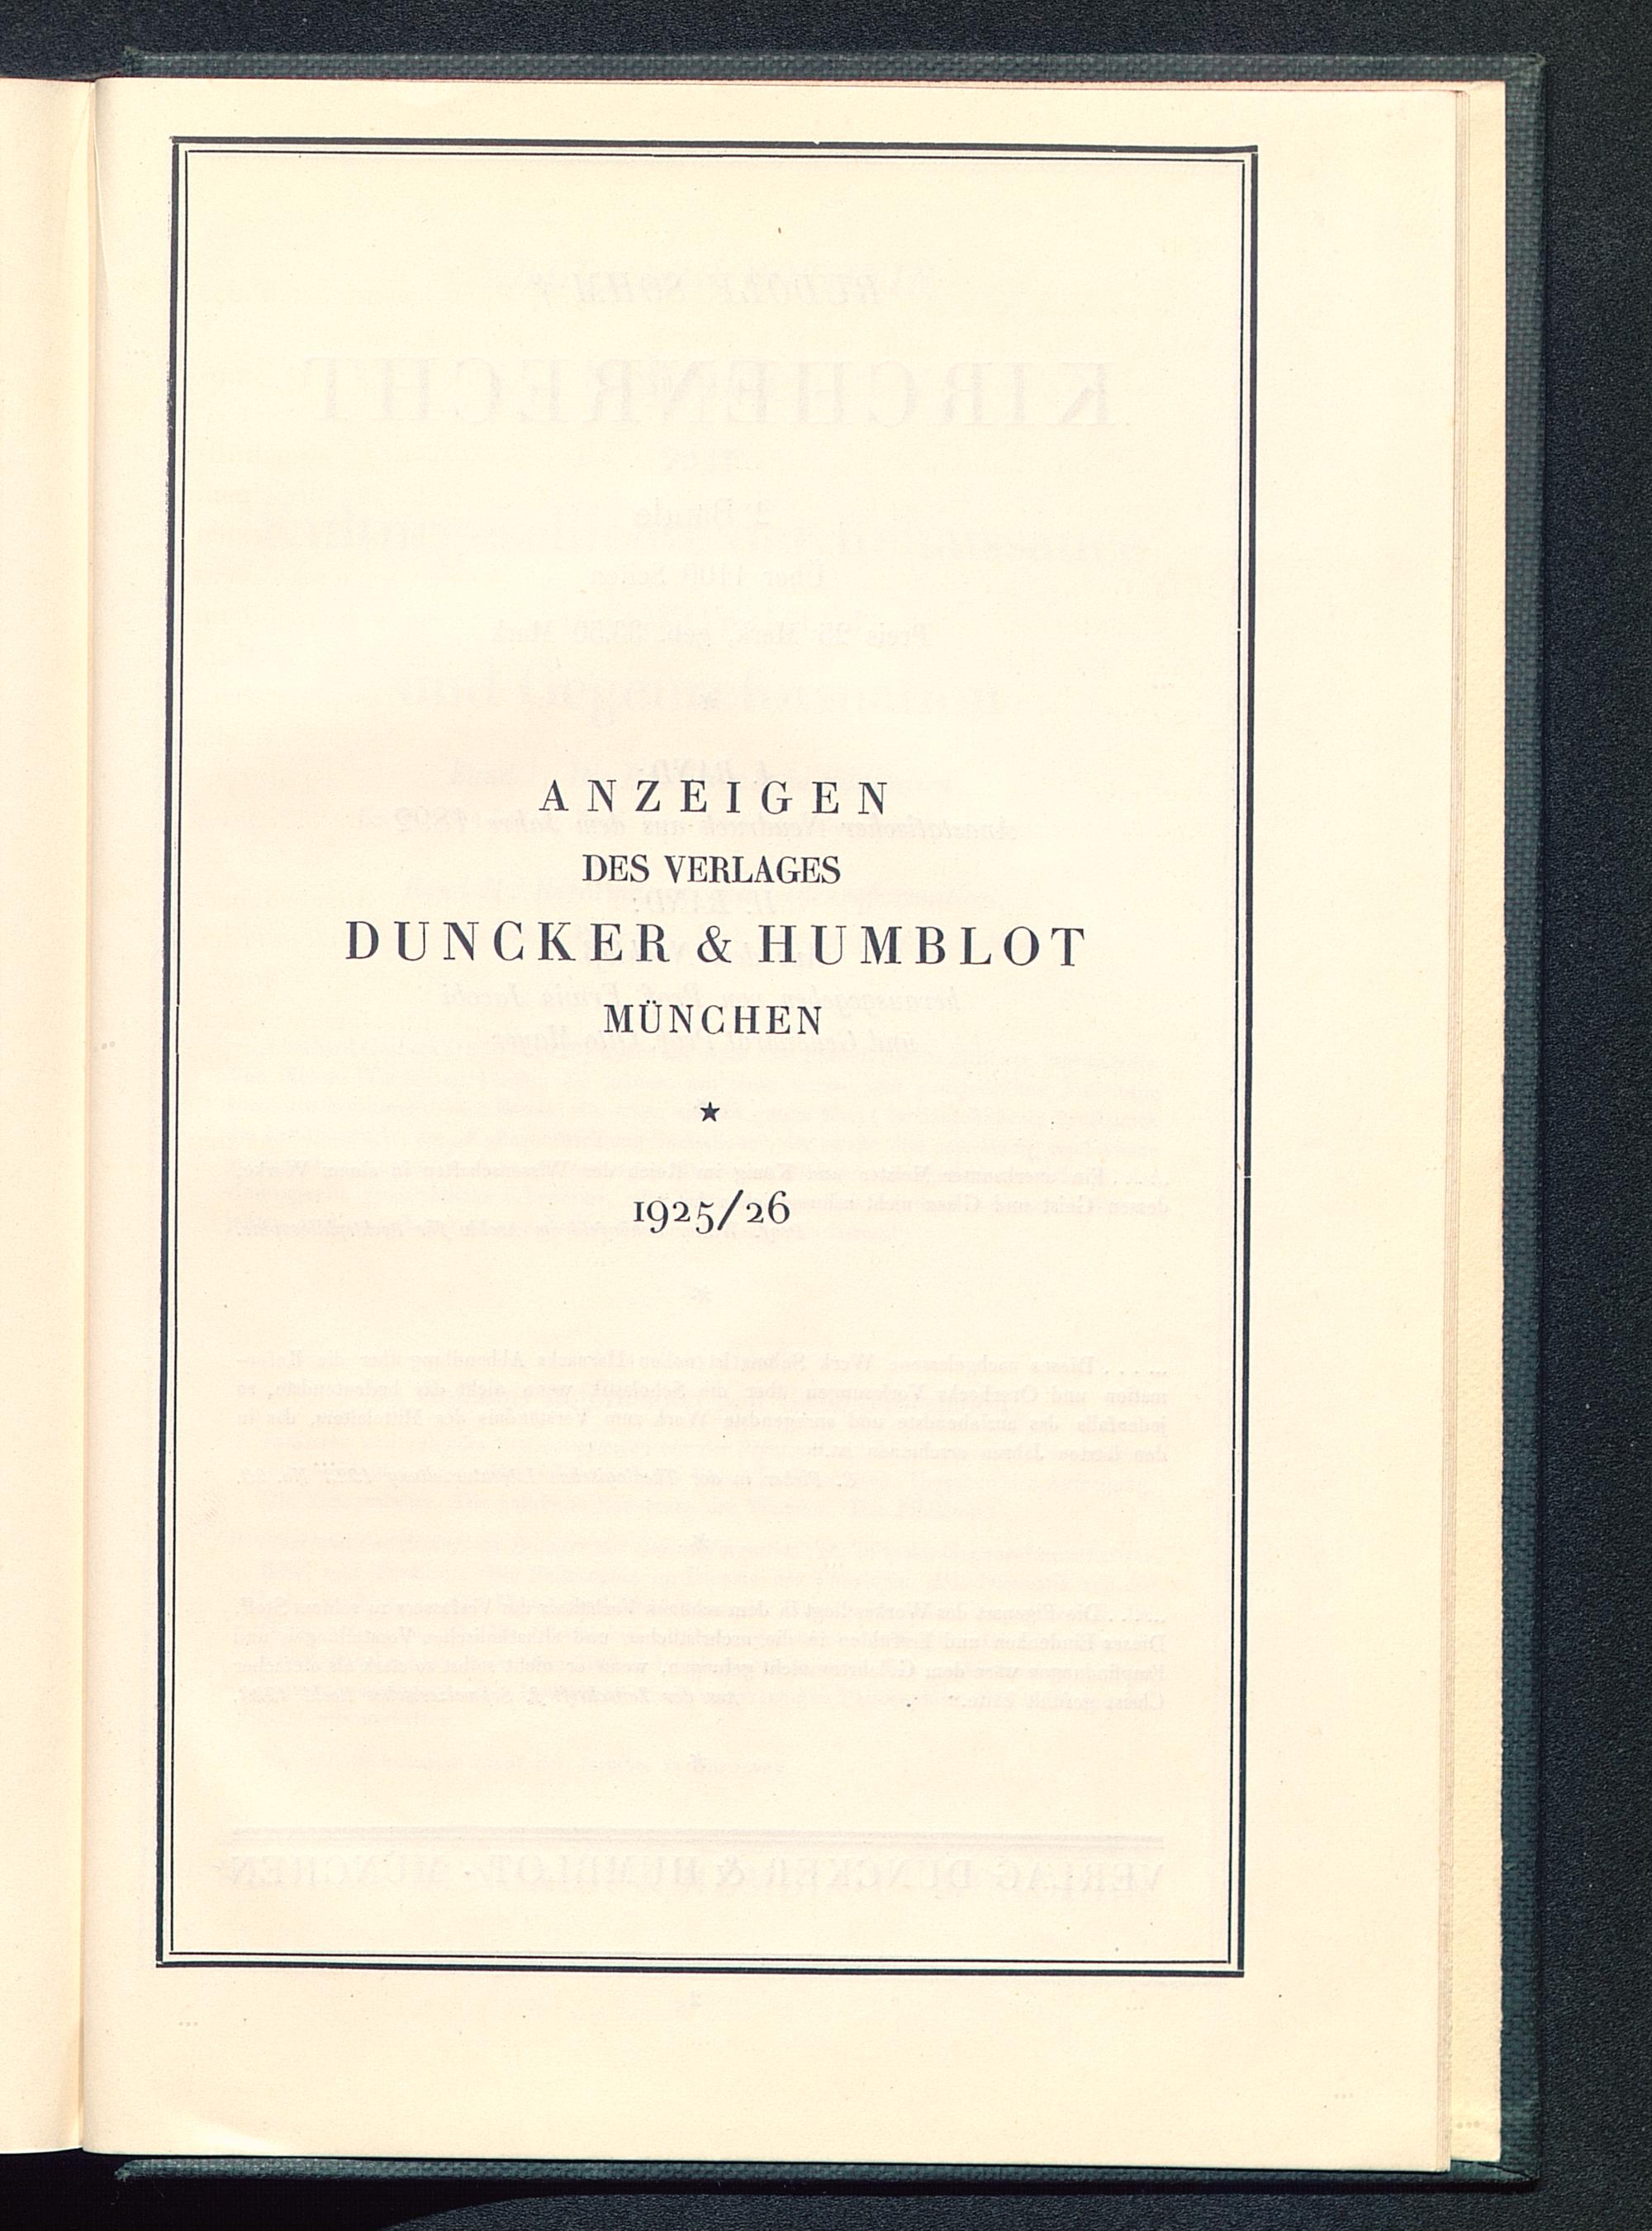 ANZEIGEN
DES VERLAGES
DUNCKER & HUMBLOT
MÜNCHEN
★
1925/26